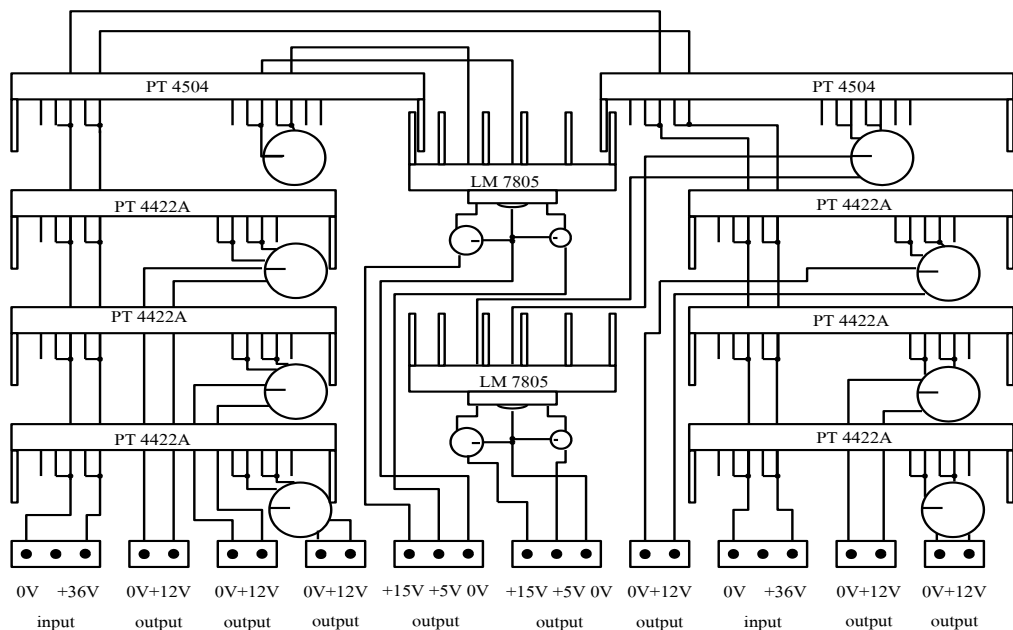 PT 4504
PT 4504
LM 7805
PT 4422A
PT 4422A
PT 4422A
PT 4422A
LM 7805
PT 4422A
PT 4422A
0V +36V 0V+12V 0V+12V 0V+12V +15V +5V 0V +15V +5V 0V 0V+12V 0V +36V 0V+12V 0V+12V
input output output output output output output input output output